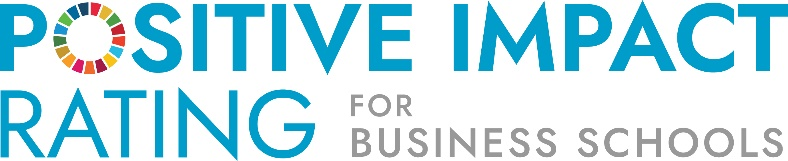 POSITIVE IMPACT
RATING FOR
BUSINESS SCHOOLS